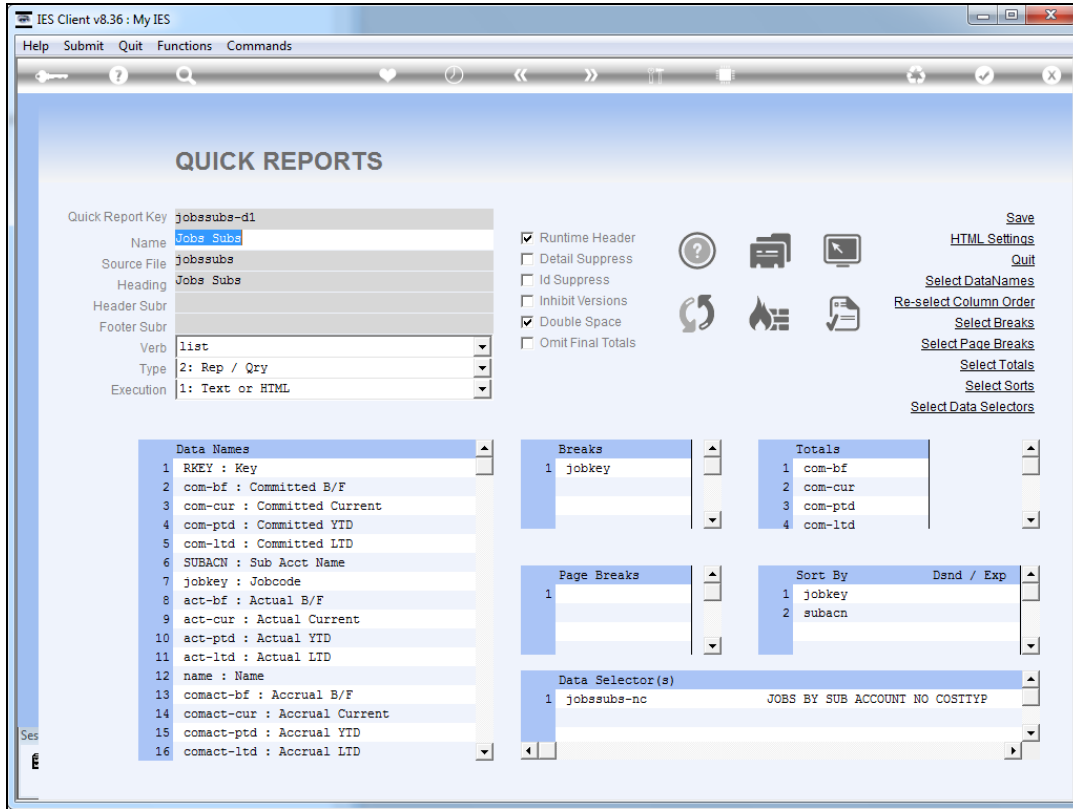 IES Client v8.36 : My IES
Help Submit Quit Functions Commands
QUICK REPORTS
Quick Report Key jobssubs-d1
Name Jobs Subs
Source File jobssubs
Heading Jobs Subs
Header Subr
Footer Subr
Verb list
Type 2: Rep / Qry
Execution 1: Text or HTML
Runtime Header
Detail Suppress
Id Suppress
Inhibit Versions
Double Space
Omit Final Totals
Save
HTML Settings
Quit
Select DataNames
Re-select Column Order
Select Breaks
Select Page Breaks
Select Totals
Select Sorts
Select Data Selectors
Data Names
1 RKEY : Key
2 com-bf : Committed B/F
3 com-cur : Committed Current
4 com-ptd : Committed YTD
5 com-ltd : Committed LTD
6 SUBACN : Sub Acct Name
7 jobkey : Jobcode
8 act-bf : Actual B/F
9 act-cur : Actual Current
10 act-ptd : Actual YTD
11 act-ltd : Actual LTD
12 name : Name
13 comact-bf : Accrual B/F
14 comact-cur : Accrual Current
15 comact-ptd : Accrual YTD
16 comact-ltd : Accrual LTD
Breaks
1 jobkey
Totals
1 com-bf
2 com-cur
3 com-ptd
4 com-ltd
Page Breaks
1
Sort By Dsnd / Exp
1 jobkey
2 subacn
Data Selector(s)
1 jobssubs-nc JOBS BY SUB ACCOUNT NO COSTTYP
Ses